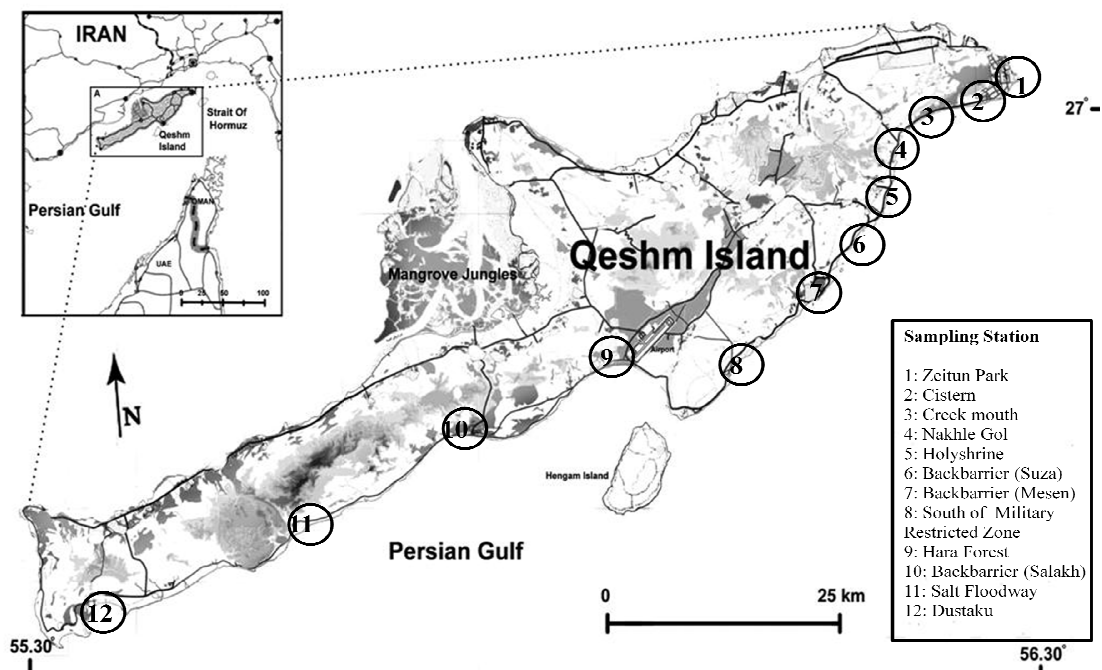 IRAN
A
Strait Of
Hormuz
Qeshm
Island
Persian Gulf
OMAN
UAE
0 25 50 100
27°
1
2
3
4
5
6
7
8
9
10
11
12
Qeshm Island
Mangrove Jungles
Airport
Hengam Island
N
Persian Gulf
0 25 km
55.30°
56.30°
Sampling Station
1: Zeitun Park
2: Cistern
3: Creek mouth
4: Nakhle Gol
5: Holyshrine
6: Backbarrier (Suza)
7: Backbarrier (Mesen)
8: South of Military
Restricted Zone
9: Hara Forest
10: Backbarrier (Salakh)
11: Salt Floodway
12: Dustaku